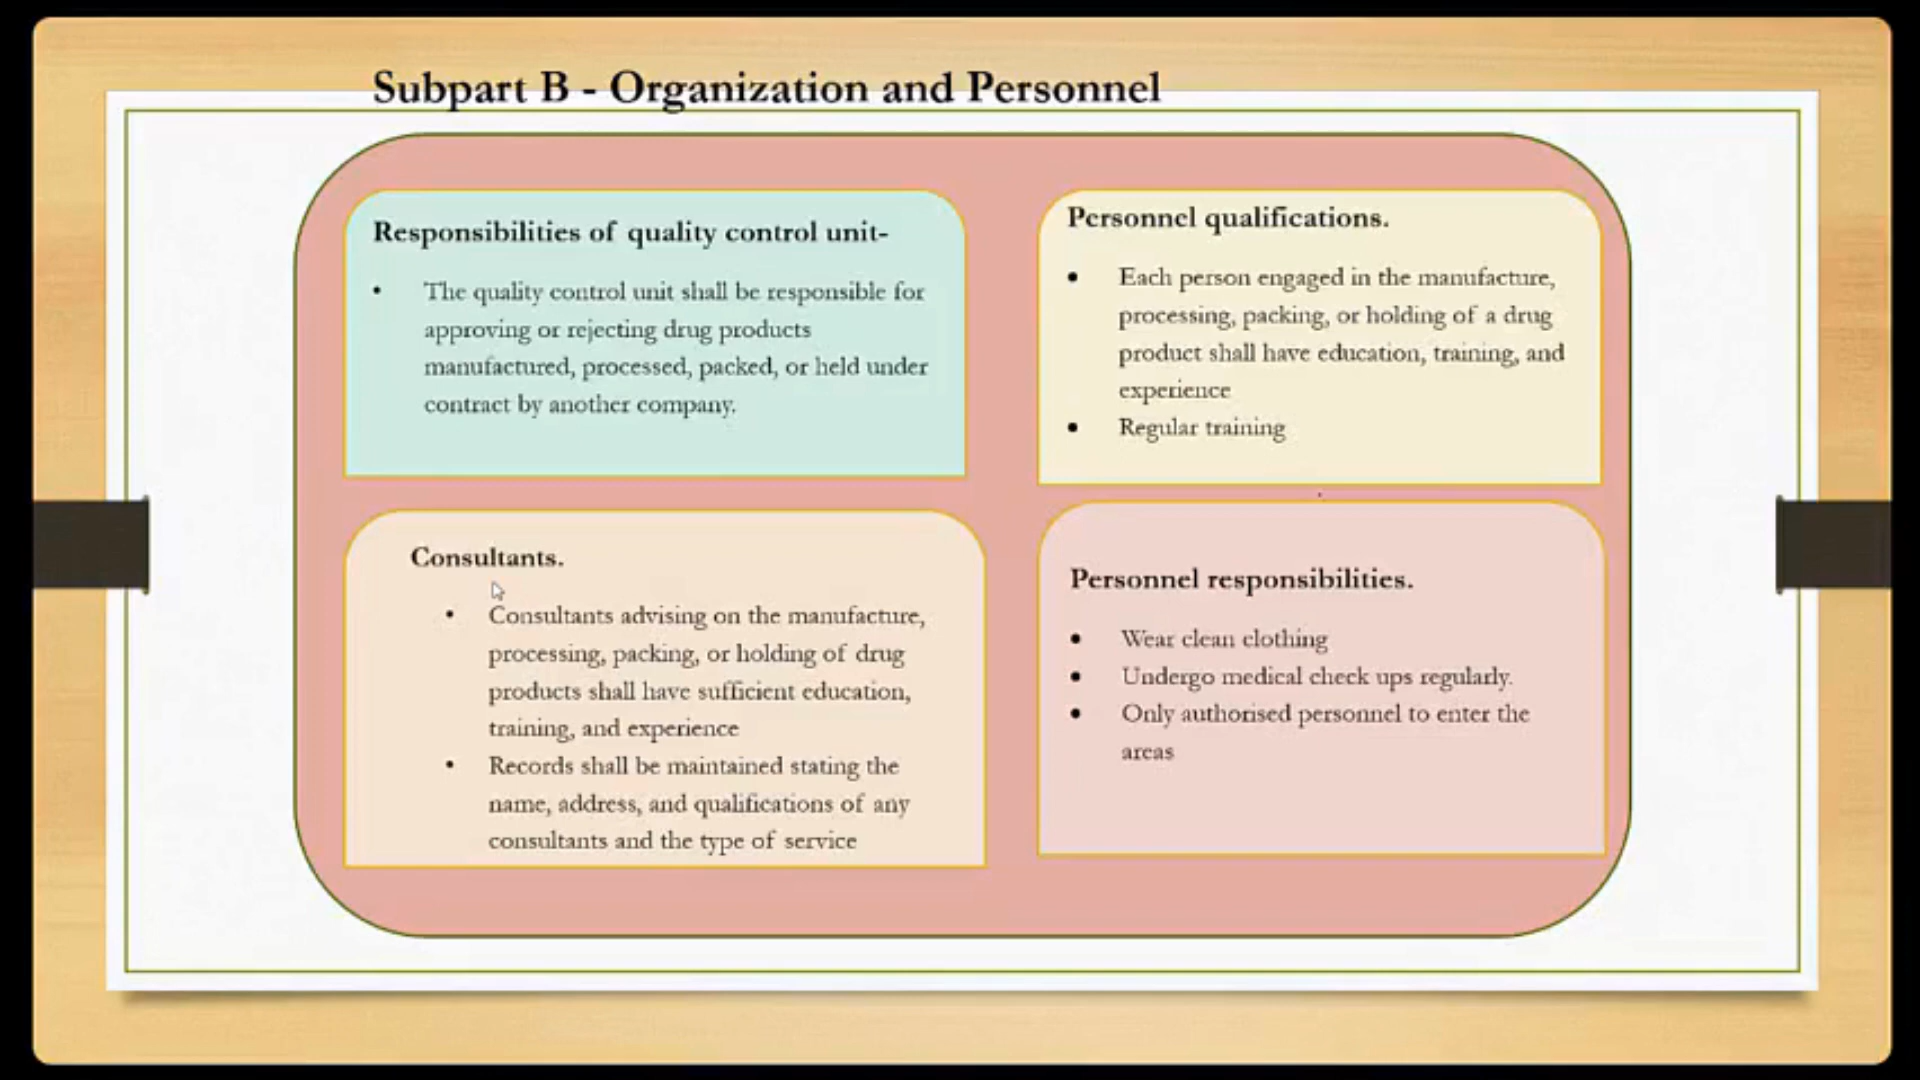 Subpart B - Organization and Personnel
Responsibilities of quality control unit-
• The quality control unit shall be responsible for
approving or rejecting drug products
manufactured, processed, packed, or held under
contract by another company.
Personnel qualifications.
• Each person engaged in the manufacture,
processing, packing, or holding of a drug
product shall have education, training, and
experience
• Regular training
.
Consultants.
• Consultants advising on the manufacture,
processing, packing, or holding of drug
products shall have sufficient education,
training, and experience
• Records shall be maintained stating the
name, address, and qualifications of any
consultants and the type of service
Personnel responsibilities.
• Wear clean clothing
• Undergo medical check ups regularly.
• Only authorised personnel to enter the
areas